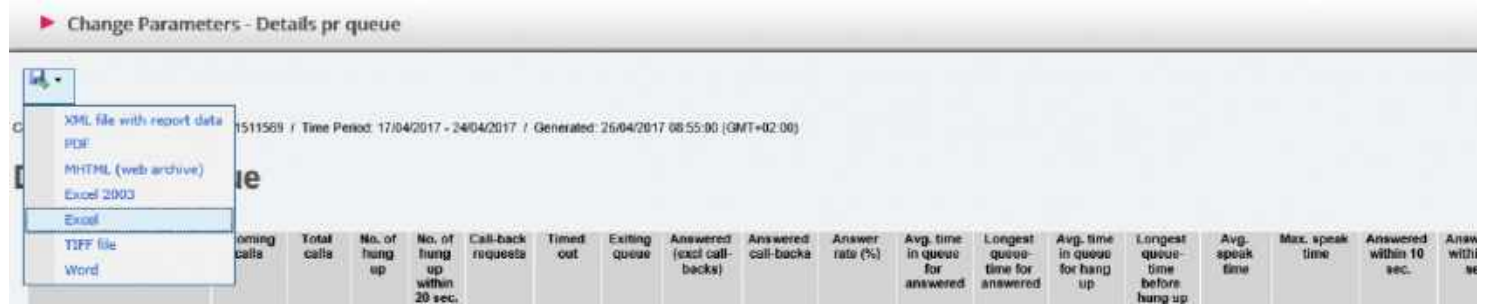 Change Parameters - Details pr queue
1511569 / Time Period: 17/04/2017 - 24/04/2017 / Generated: 26/04/2017 08:55:00 (GMT+02:00)
XML file with report data
PDF
MHTML (web archive)
Excel 2003
Excel
TIFF file
Word
ue
oming calls
Total calls
No. of hung up
No. of hung up within 20 sec.
Call-back requests
Timed out
Exiting queue
Answered (excl call-backs)
Answered call-backs
Answer rate (%)
Avg. time in queue for answered
Longest queue-time for answered
Avg. time in queue for hang up
Longest queue-time before hang up
Avg. speak time
Max. speak time
Answered within 10 sec.